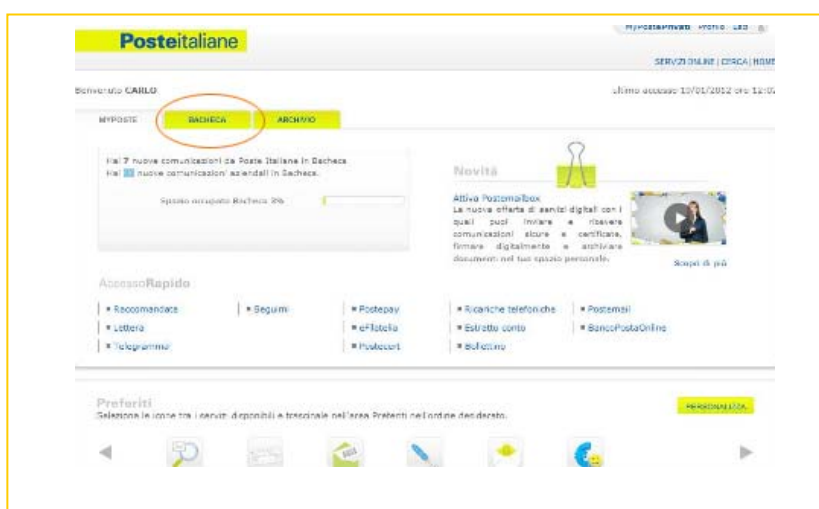 MyPostePrivati Profilo
Posteitaliane
SERVIZI ONLINE | CERCA | HOME
Benvenuto CARLO
ultimo accesso 19/01/2012 ore 12:02
MYPOSTE BACHECA ARCHIVIO
Hai 7 nuove comunicazioni da Poste Italiane in Bacheca.
Hai nuove comunicazioni aziendali in Bacheca.
Spazio occupato Bacheca 3%
Novità
Attiva Postemailbox
La nuova offerta di servizi digitali con i
quali puoi inviare e ricevere
comunicazioni sicure e certificate,
firmare digitalmente e archiviare
documenti nel tuo spazio personale.
Scopri di più
AccessoRapido
Raccomandata Seguimi Postepay Ricariche telefoniche Postemail
Lettera eFilatelia Estratto conto BancoPostaOnline
Telegramma Postecert Bollettino
Preferiti
Seleziona le icone tra i servizi disponibili e trascinale nell'area Preferiti nell'ordine desiderato.
PERSONALIZZA